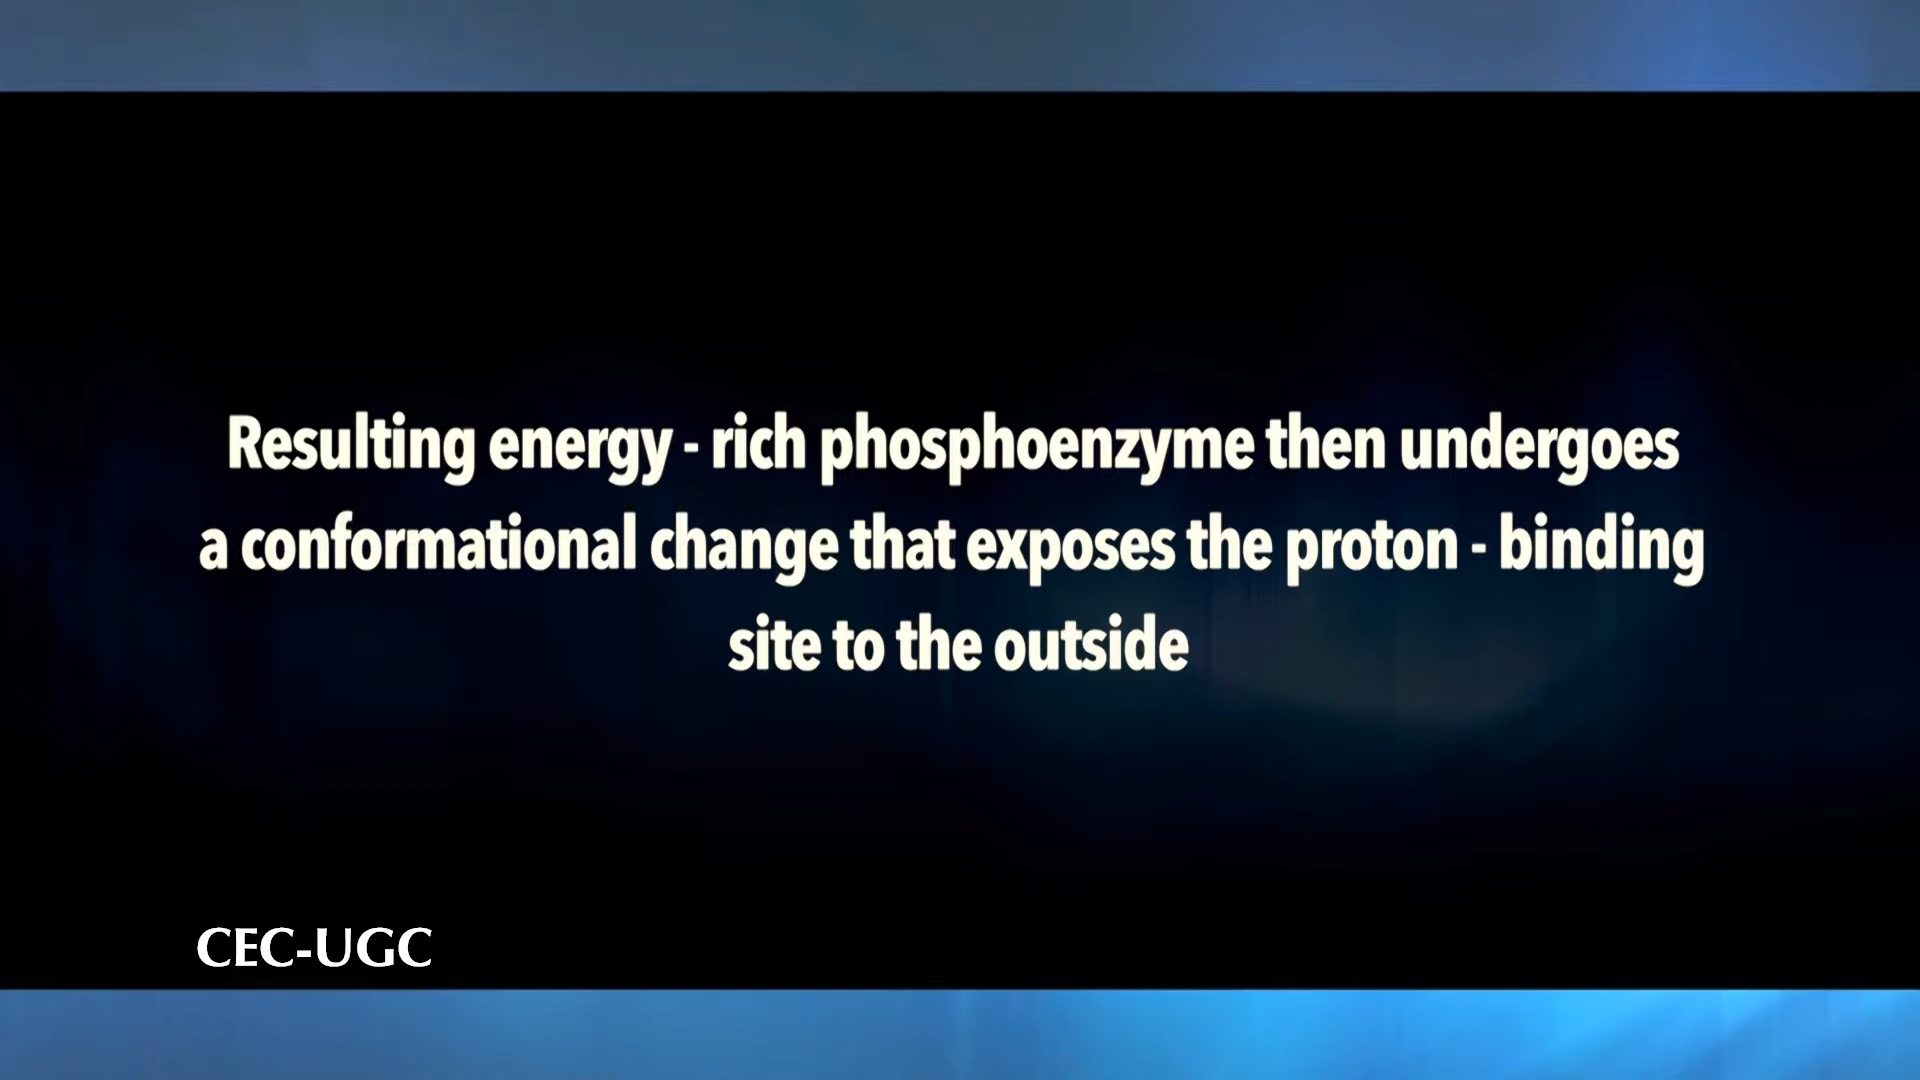 Resulting energy - rich phosphoenzyme then undergoes
a conformational change that exposes the proton - binding
site to the outside
CEC-UGC